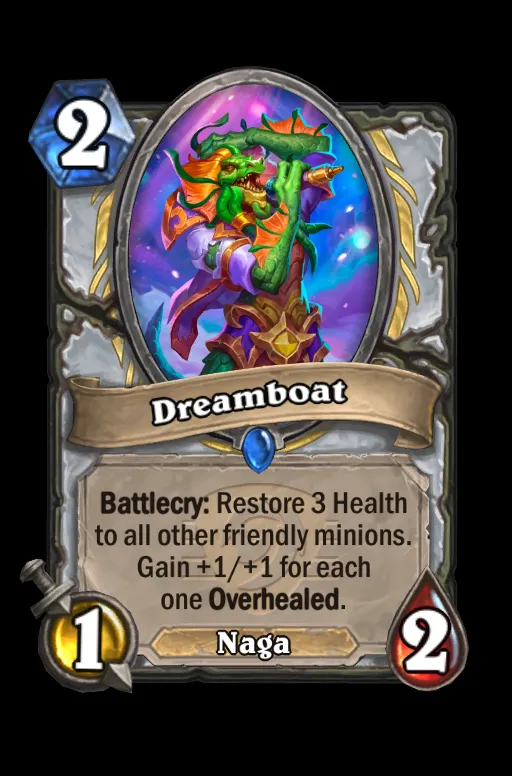 2
Dreamboat
Battlecry: Restore 3 Health
to all other friendly minions.
Gain +1/+1 for each
one Overhealed.
1
Naga
2